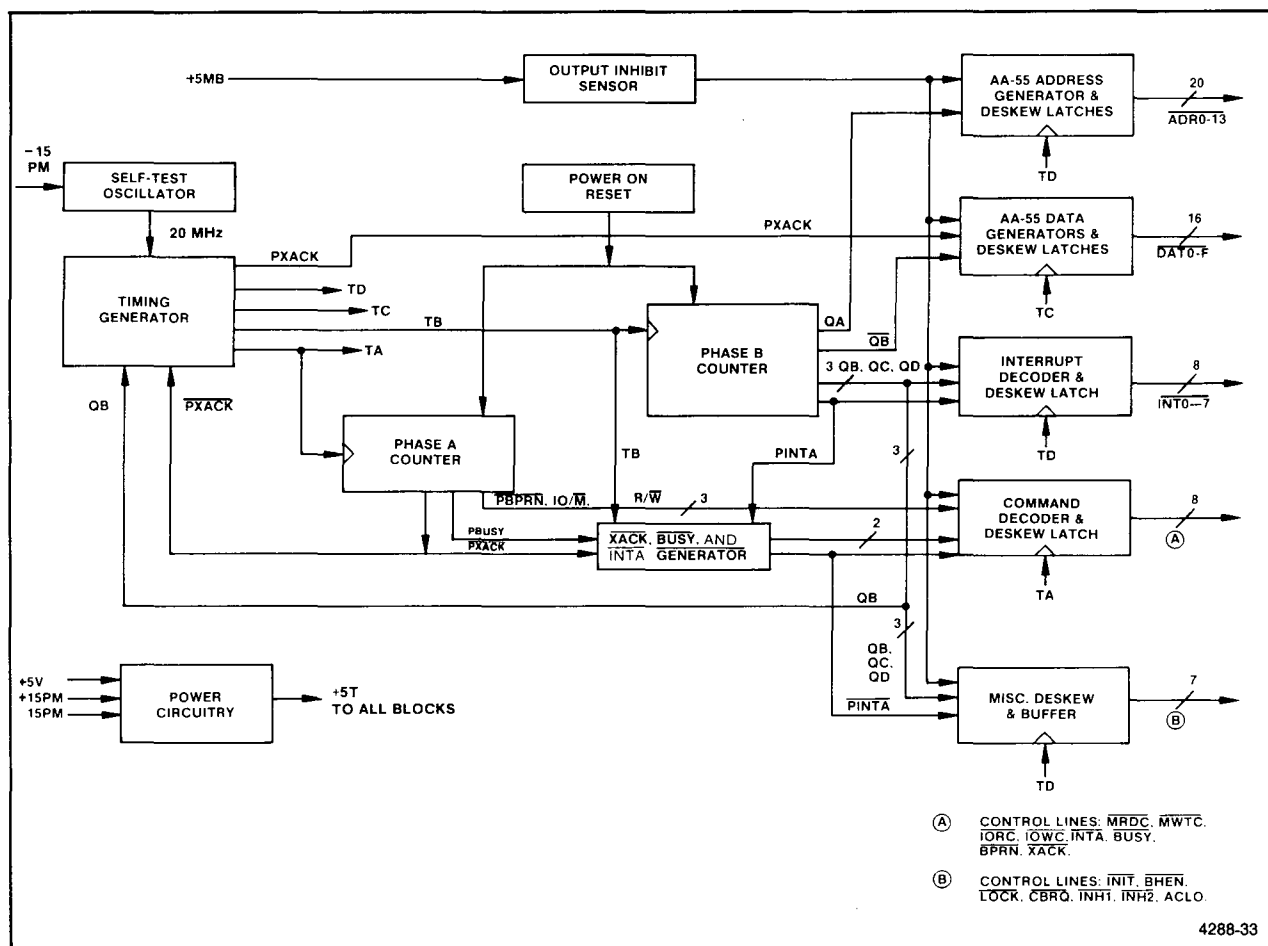 +5MB
OUTPUT INHIBIT
SENSOR
AA-55 ADDRESS
GENERATOR &
DESKEW LATCHES
20
ADR0-13
TD
−15
PM
SELF-TEST
OSCILLATOR
20 MHz
POWER ON
RESET
PXACK
PXACK
AA-55 DATA
GENERATORS &
DESKEW LATCHES
16
DAT0-F
TC
TIMING
GENERATOR
TD
TC
TB
TA
PHASE B
COUNTER
QA
QB
3 QB, QC, QD
INTERRUPT
DECODER &
DESKEW LATCH
8
INT0—7
TD
QB
PXACK
PHASE A
COUNTER
TB
PINTA
3
PBPRN, IO/M,
R/W
3
PBUSY
PXACK
XACK, BUSY, AND
INTA GENERATOR
2
COMMAND
DECODER &
DESKEW LATCH
8
A
TA
QB
3
QB,
QC,
QD
PINTA
MISC. DESKEW
& BUFFER
7
B
TD
+5V
+15PM
15PM
POWER
CIRCUITRY
+5T
TO ALL BLOCKS
A CONTROL LINES: MRDC, MWTC,
IORC, IOWC, INTA, BUSY,
BPRN, XACK.
B CONTROL LINES: INIT, BHEN,
LOCK, CBRQ, INH1, INH2, ACLO.
4288-33